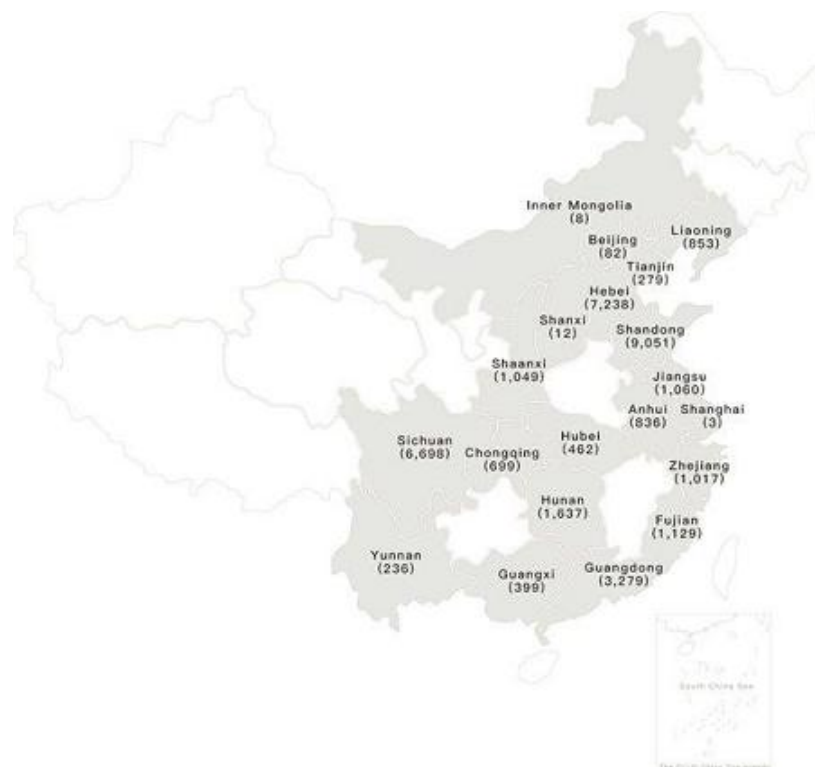 Inner Mongolia
(8)
Beijing
(82)
Liaoning
(853)
Tianjin
(279)
Hebei
(7,238)
Shanxi
(12)
Shandong
(9,051)
Shaanxi
(1,049)
Jiangsu
(1,060)
Anhui
(836)
Shanghai
(3)
Sichuan
(6,698)
Chongqing
(699)
Hubei
(462)
Zhejiang
(1,017)
Hunan
(1,637)
Fujian
(1,129)
Yunnan
(236)
Guangxi
(399)
Guangdong
(3,279)
South China Sea